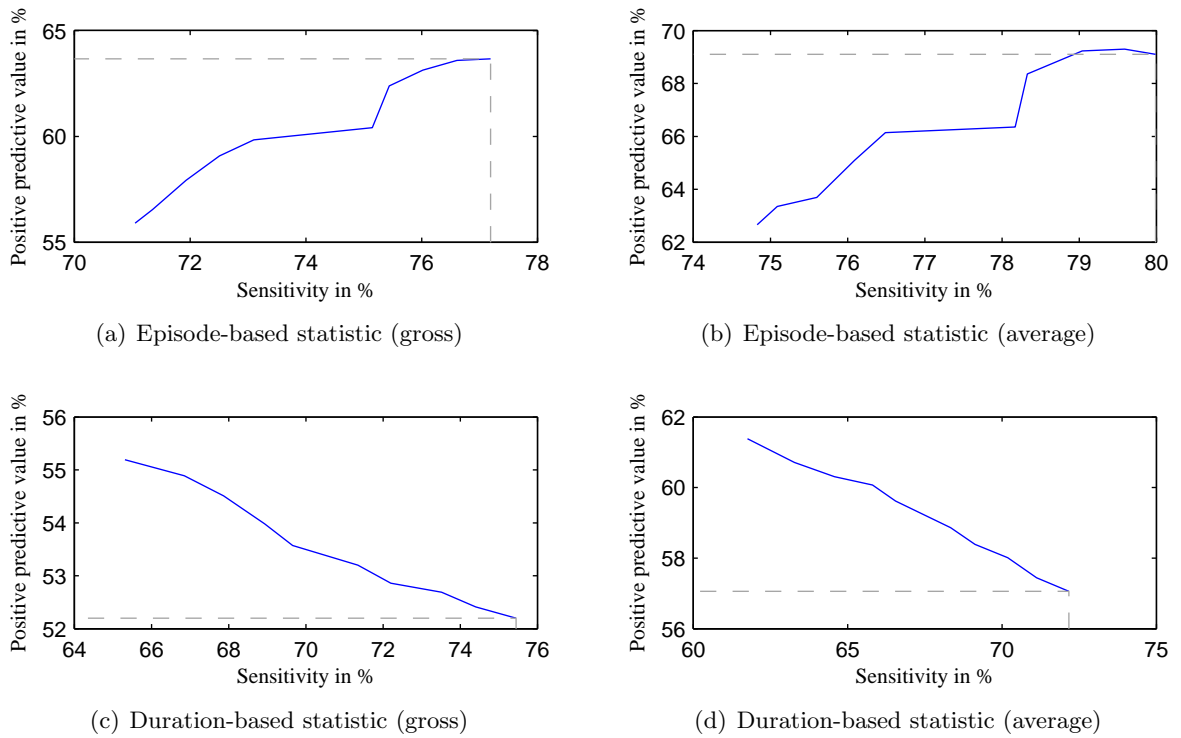 Positive predictive value in %
65
60
55
70 72 74 76 78
Sensitivity in %
(a) Episode-based statistic (gross)
Positive predictive value in %
70
68
66
64
62
74 75 76 77 78 79 80
Sensitivity in %
(b) Episode-based statistic (average)
Positive predictive value in %
56
55
54
53
52
64 66 68 70 72 74 76
Sensitivity in %
(c) Duration-based statistic (gross)
Positive predictive value in %
62
60
58
56
60 65 70 75
Sensitivity in %
(d) Duration-based statistic (average)